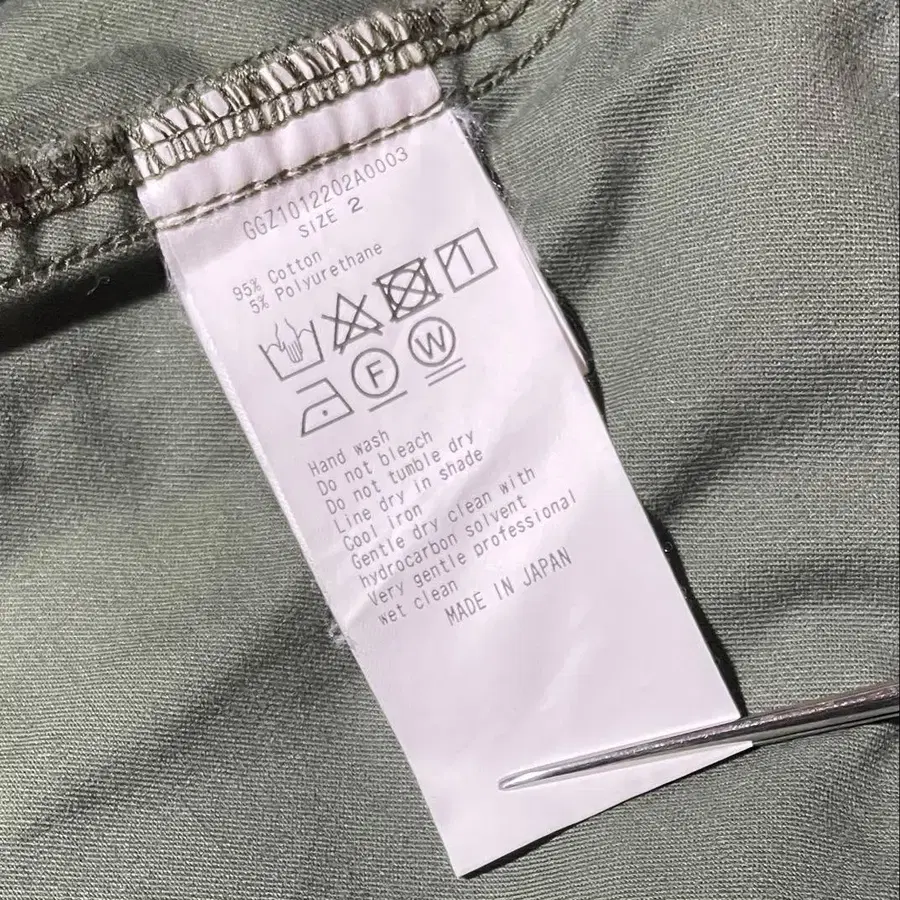 GGZ1012202A0003
SIZE 2
95% Cotton
5% Polyurethane
F W
Hand wash
Do not bleach
Do not tumble dry
Line dry in shade
Cool iron
Gentle dry clean with
hydrocarbon solvent
Very gentle professional
wet clean
MADE IN JAPAN